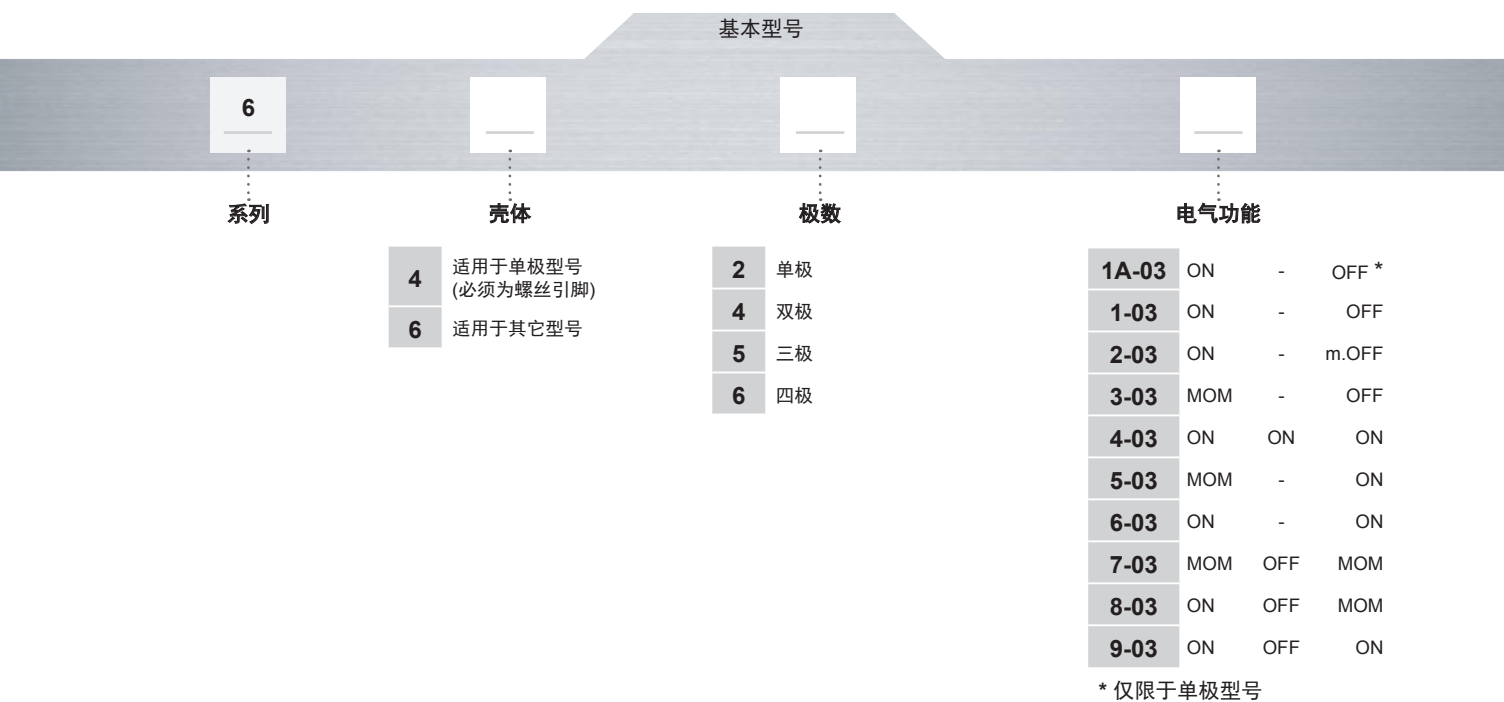 基本型号
6
系列
壳体
极数
电气功能
4 适用于单极型号
(必须为螺丝引脚)
6 适用于其它型号
2 单极
4 双极
5 三极
6 四极
1A-03 ON - OFF *
1-03 ON - OFF
2-03 ON - m.OFF
3-03 MOM - OFF
4-03 ON ON ON
5-03 MOM - ON
6-03 ON - ON
7-03 MOM OFF MOM
8-03 ON OFF MOM
9-03 ON OFF ON
* 仅限于单极型号